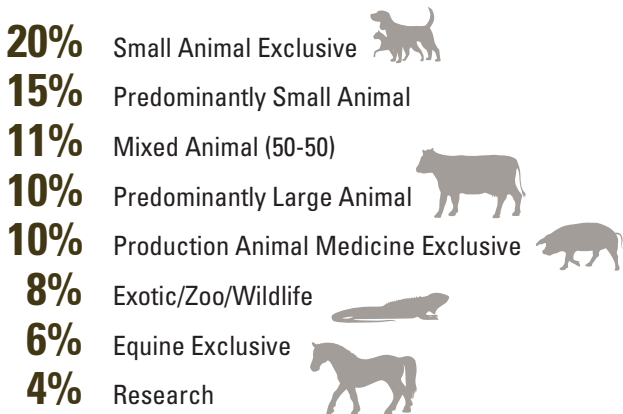 20% Small Animal Exclusive
15% Predominantly Small Animal
11% Mixed Animal (50-50)
10% Predominantly Large Animal
10% Production Animal Medicine Exclusive
8% Exotic/Zoo/Wildlife
6% Equine Exclusive
4% Research